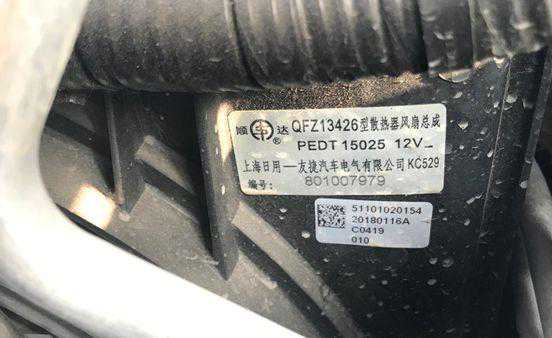 顺 达 ® QFZ13426型散热器风扇总成
PEDT 15025 12V⎓
上海日用一友捷汽车电气有限公司 KC529
编号: 801007979
51101020154
20180116A
C0419
010